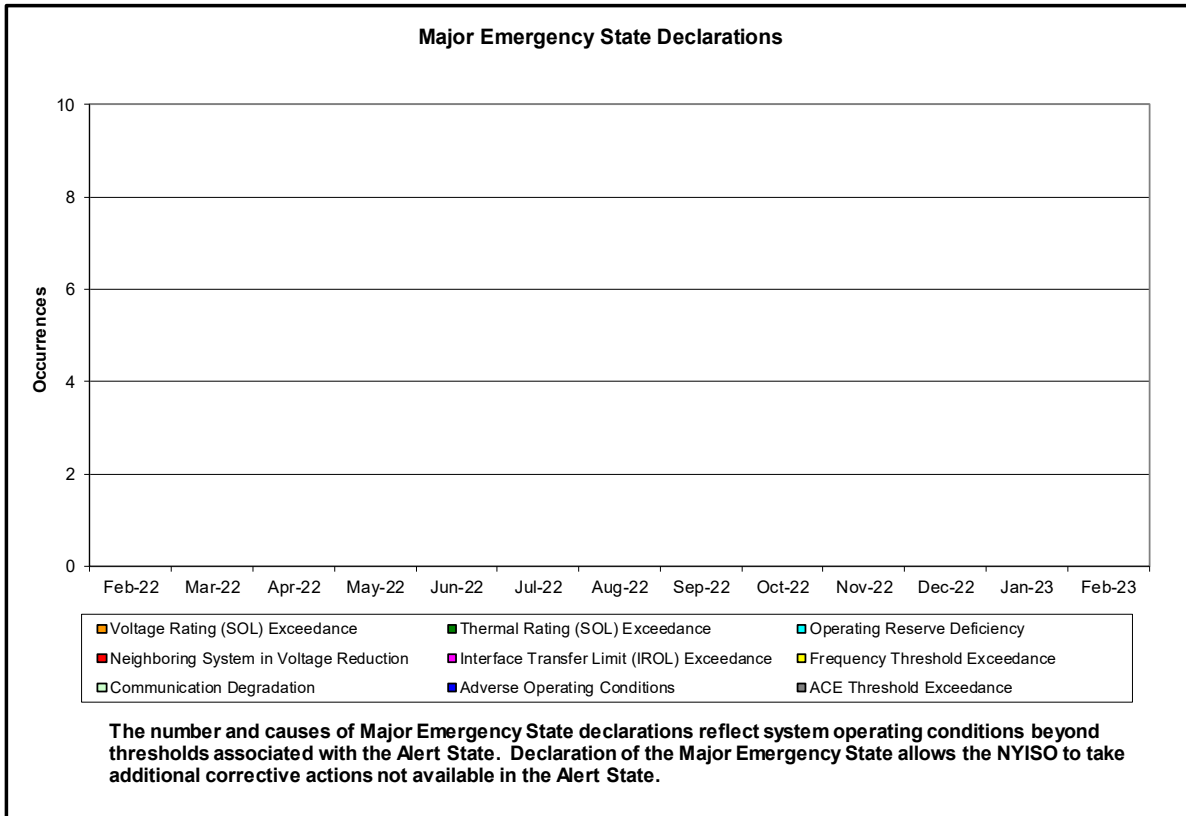 Major Emergency State Declarations
10
8
6
4
2
0
Occurrences
Feb-22 Mar-22 Apr-22 May-22 Jun-22 Jul-22 Aug-22 Sep-22 Oct-22 Nov-22 Dec-22 Jan-23 Feb-23
Voltage Rating (SOL) Exceedance Thermal Rating (SOL) Exceedance Operating Reserve Deficiency
Neighboring System in Voltage Reduction Interface Transfer Limit (IROL) Exceedance Frequency Threshold Exceedance
Communication Degradation Adverse Operating Conditions ACE Threshold Exceedance
The number and causes of Major Emergency State declarations reflect system operating conditions beyond
thresholds associated with the Alert State. Declaration of the Major Emergency State allows the NYISO to take
additional corrective actions not available in the Alert State.